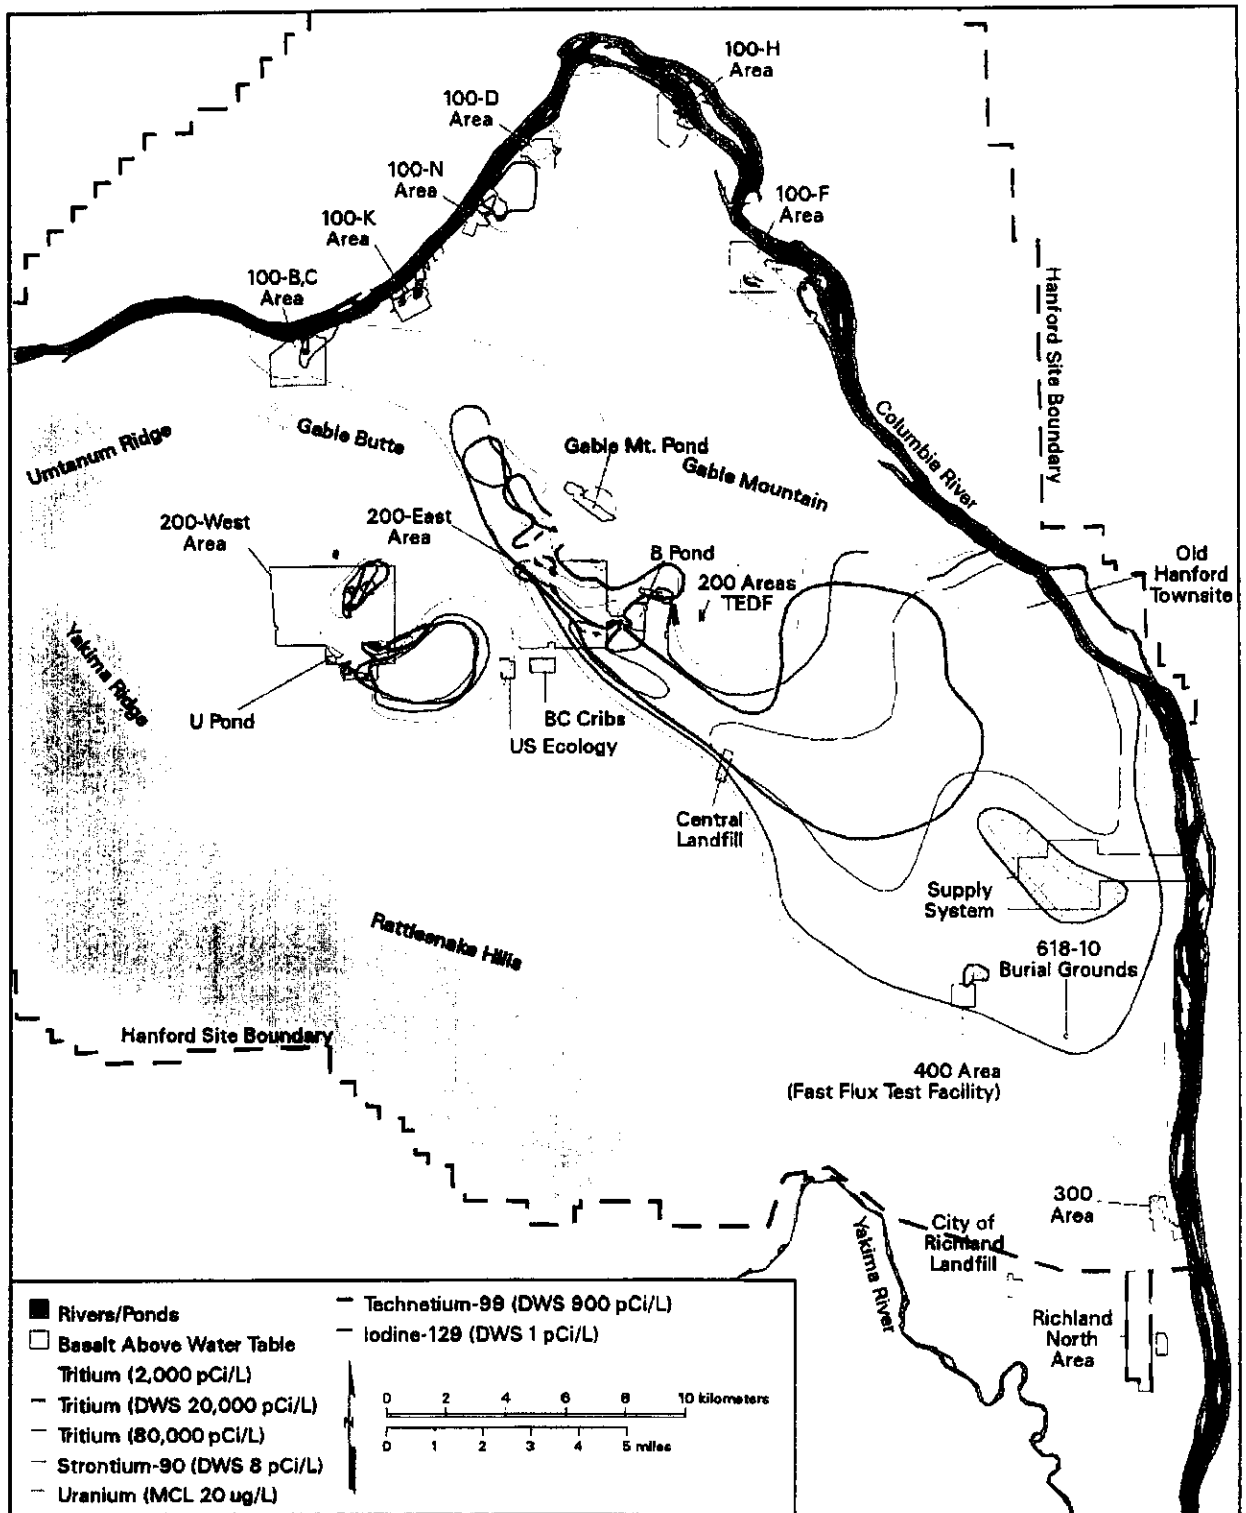 100-H
Area
100-D
Area
100-N
Area
100-F
Area
100-K
Area
100-B,C
Area
Hanford Site Boundary
Columbia River
Umtanum Ridge
Gable Butte
Gable Mt. Pond
Gable Mountain
200-West
Area
200-East
Area
B Pond
200 Areas
TEDF
Old
Hanford
Townsite
Yakima Ridge
U Pond
BC Cribs
US Ecology
Central
Landfill
Supply
System
Rattlesnake Hills
618-10
Burial Grounds
Hanford Site Boundary
400 Area
(Fast Flux Test Facility)
300
Area
City of
Richland
Landfill
Yakima River
Richland
North
Area
Rivers/Ponds
Basalt Above Water Table
Tritium (2,000 pCi/L)
Tritium (DWS 20,000 pCi/L)
Tritium (80,000 pCi/L)
Strontium-90 (DWS 8 pCi/L)
Uranium (MCL 20 ug/L)
Technetium-99 (DWS 900 pCi/L)
Iodine-129 (DWS 1 pCi/L)
N
0 2 4 6 8 10 kilometers
0 1 2 3 4 5 miles